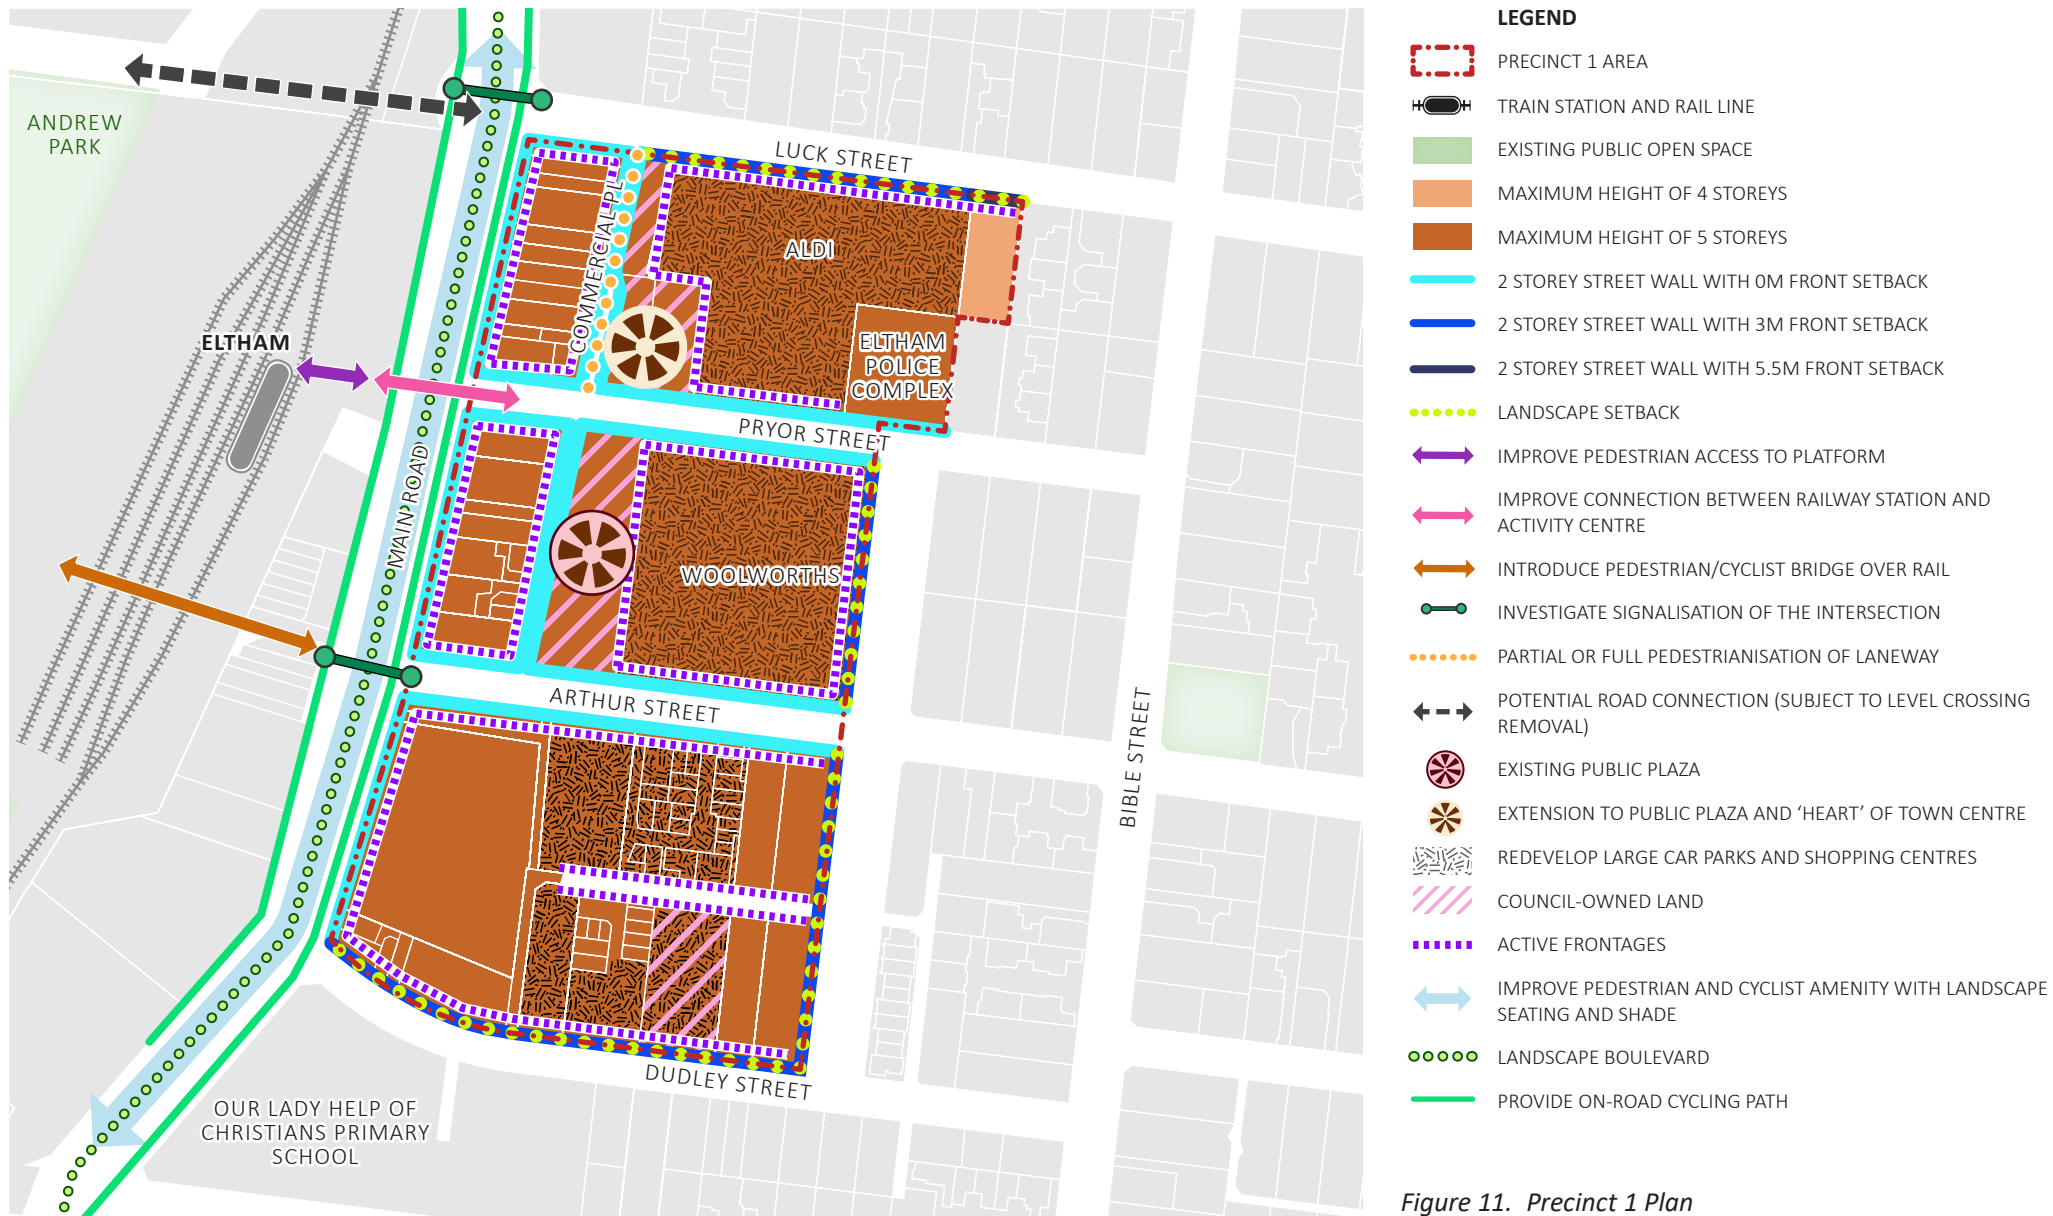 ANDREW
PARK
LUCK STREET
COMMERCIAL PL
ALDI
ELTHAM
ELTHAM
POLICE
COMPLEX
PRYOR STREET
MAIN ROAD
WOOLWORTHS
ARTHUR STREET
BIBLE STREET
DUDLEY STREET
OUR LADY HELP OF
CHRISTIANS PRIMARY
SCHOOL
LEGEND
PRECINCT 1 AREA
TRAIN STATION AND RAIL LINE
EXISTING PUBLIC OPEN SPACE
MAXIMUM HEIGHT OF 4 STOREYS
MAXIMUM HEIGHT OF 5 STOREYS
2 STOREY STREET WALL WITH 0M FRONT SETBACK
2 STOREY STREET WALL WITH 3M FRONT SETBACK
2 STOREY STREET WALL WITH 5.5M FRONT SETBACK
LANDSCAPE SETBACK
IMPROVE PEDESTRIAN ACCESS TO PLATFORM
IMPROVE CONNECTION BETWEEN RAILWAY STATION AND
ACTIVITY CENTRE
INTRODUCE PEDESTRIAN/CYCLIST BRIDGE OVER RAIL
INVESTIGATE SIGNALISATION OF THE INTERSECTION
PARTIAL OR FULL PEDESTRIANISATION OF LANEWAY
POTENTIAL ROAD CONNECTION (SUBJECT TO LEVEL CROSSING
REMOVAL)
EXISTING PUBLIC PLAZA
EXTENSION TO PUBLIC PLAZA AND ‘HEART’ OF TOWN CENTRE
REDEVELOP LARGE CAR PARKS AND SHOPPING CENTRES
COUNCIL-OWNED LAND
ACTIVE FRONTAGES
IMPROVE PEDESTRIAN AND CYCLIST AMENITY WITH LANDSCAPE
SEATING AND SHADE
LANDSCAPE BOULEVARD
PROVIDE ON-ROAD CYCLING PATH
Figure 11. Precinct 1 Plan